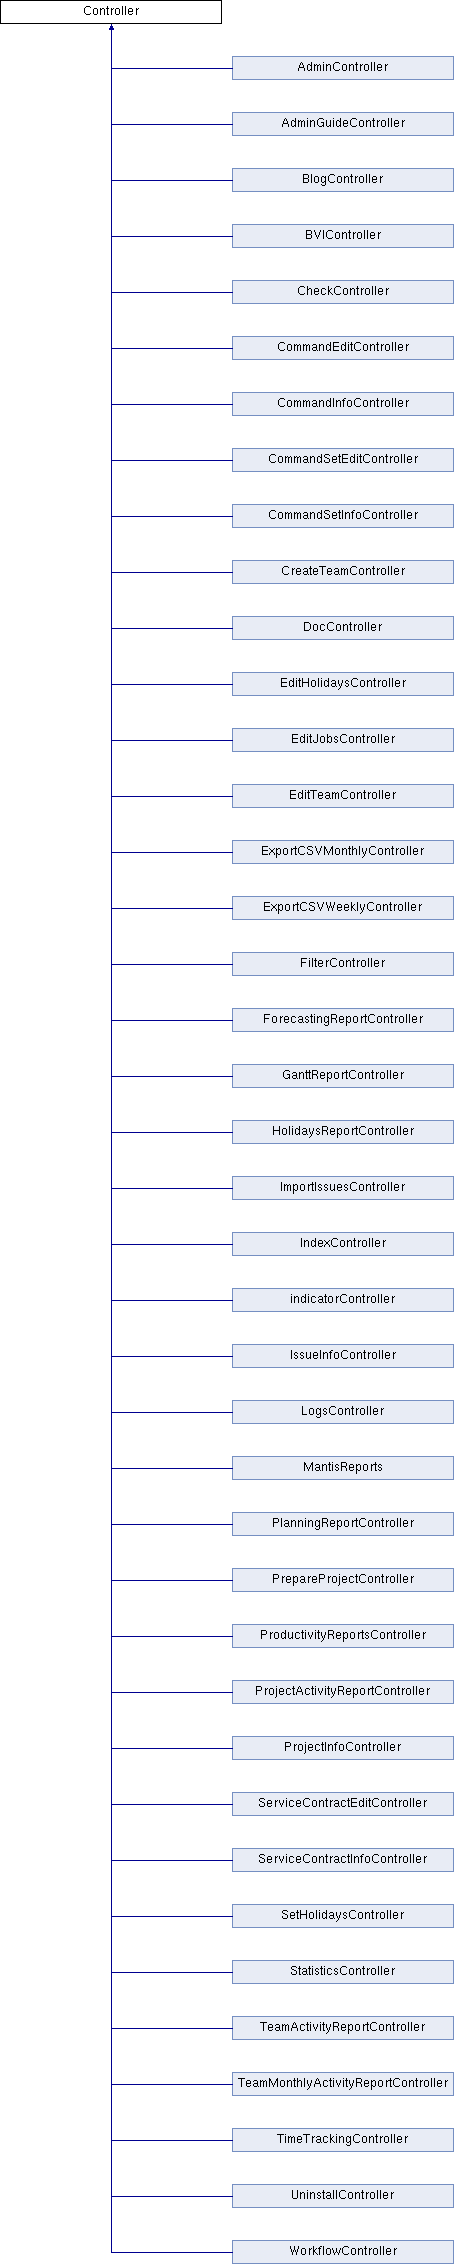 Controller
AdminController
AdminGuideController
BlogController
BVIController
CheckController
CommandEditController
CommandInfoController
CommandSetEditController
CommandSetInfoController
CreateTeamController
DocController
EditHolidaysController
EditJobsController
EditTeamController
ExportCSVMonthlyController
ExportCSVWeeklyController
FilterController
ForecastingReportController
GanttReportController
HolidaysReportController
ImportIssuesController
IndexController
indicatorController
IssueInfoController
LogsController
MantisReports
PlanningReportController
PrepareProjectController
ProductivityReportsController
ProjectActivityReportController
ProjectInfoController
ServiceContractEditController
ServiceContractInfoController
SetHolidaysController
StatisticsController
TeamActivityReportController
TeamMonthlyActivityReportController
TimeTrackingController
UninstallController
WorkflowController